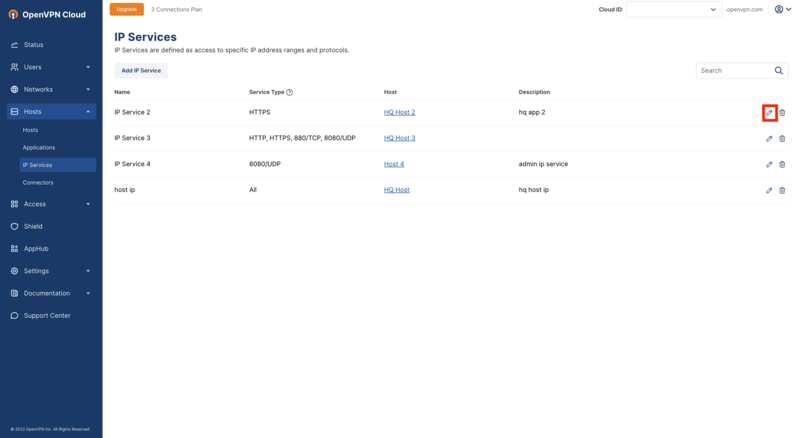 OpenVPN Cloud
Upgrade
3 Connections Plan
Cloud ID:
.openvpn.com
Status
Users
Networks
Hosts
Hosts
Applications
IP Services
Connectors
Access
Shield
AppHub
Settings
Documentation
Support Center
© 2022 OpenVPN Inc. All Rights Reserved
IP Services
IP Services are defined as access to specific IP address ranges and protocols.
Add IP Service
Search
Name Service Type Host Description
IP Service 2 HTTPS HQ Host 2 hq app 2
IP Service 3 HTTP, HTTPS, 880/TCP, 8080/UDP HQ Host 3
IP Service 4 8080/UDP Host 4 admin ip service
host ip All HQ Host hq host ip